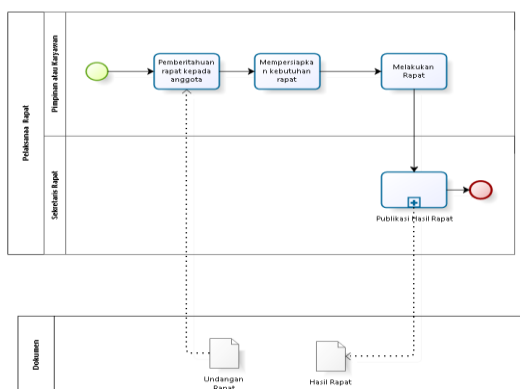 Pelaksanaa Rapat
Pimpinan atau Karyawan
Pemberitahuan
rapat kepada
anggota
Mempersiapka
n kebutuhan
rapat
Melakukan
Rapat
Sekretaris Rapat
Publikasi Hasil Rapat
Dokumen
Undangan
Rapat
Hasil Rapat